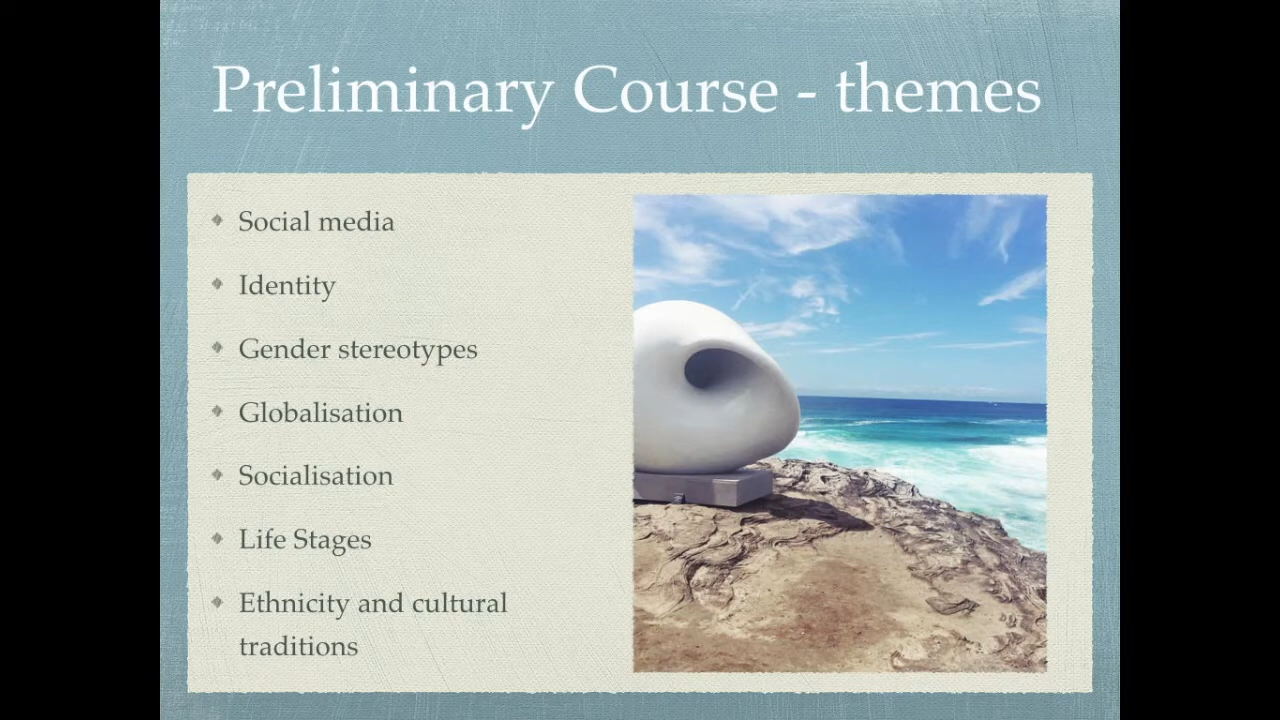 Preliminary Course - themes
Social media
Identity
Gender stereotypes
Globalisation
Socialisation
Life Stages
Ethnicity and cultural
traditions